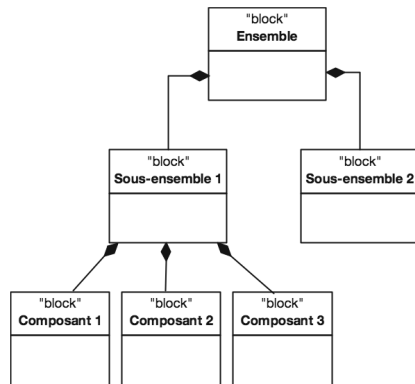 "block"
Ensemble
"block"
Sous-ensemble 1
"block"
Sous-ensemble 2
"block"
Composant 1
"block"
Composant 2
"block"
Composant 3